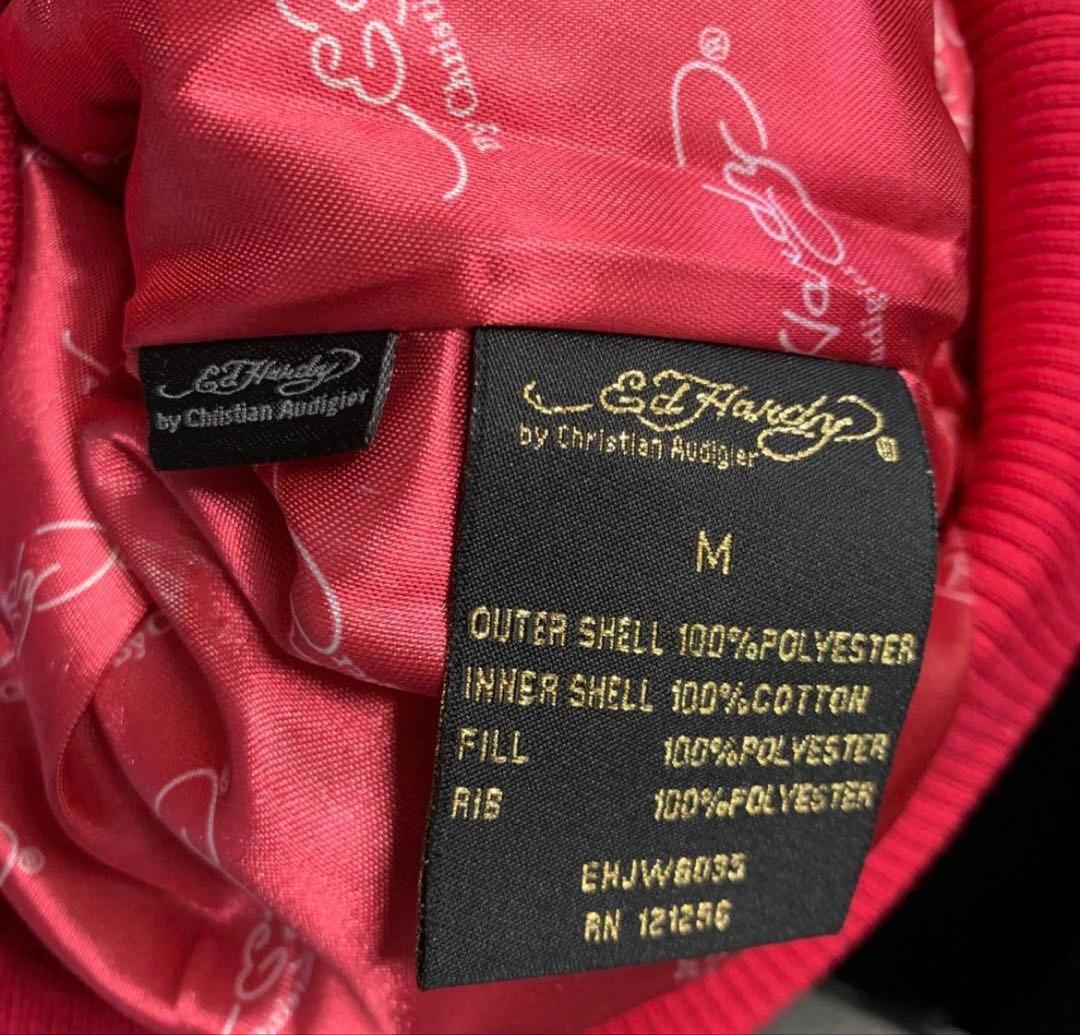 Ed Hardy
by Christian Audigier
®
Ed Hardy
by Christian Audigier
®
M
OUTER SHELL 100%POLYESTER
INNER SHELL 100%COTTON
FILL 100%POLYESTER
RIB 100%POLYESTER
EHJW6035
RN 121256